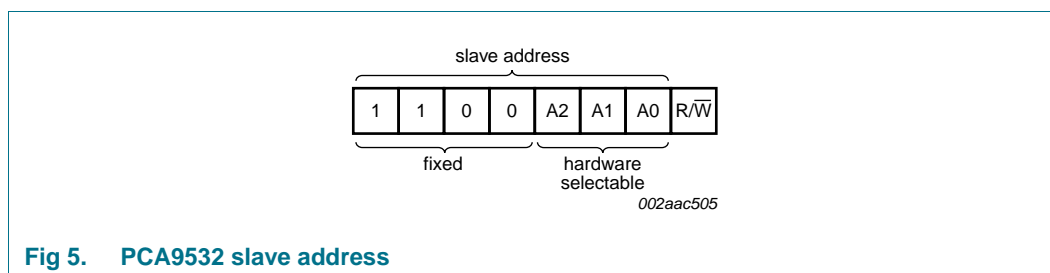 slave address
1 1 0 0 A2 A1 A0 R/W̅
fixed
hardware
selectable
002aac505
Fig 5. PCA9532 slave address